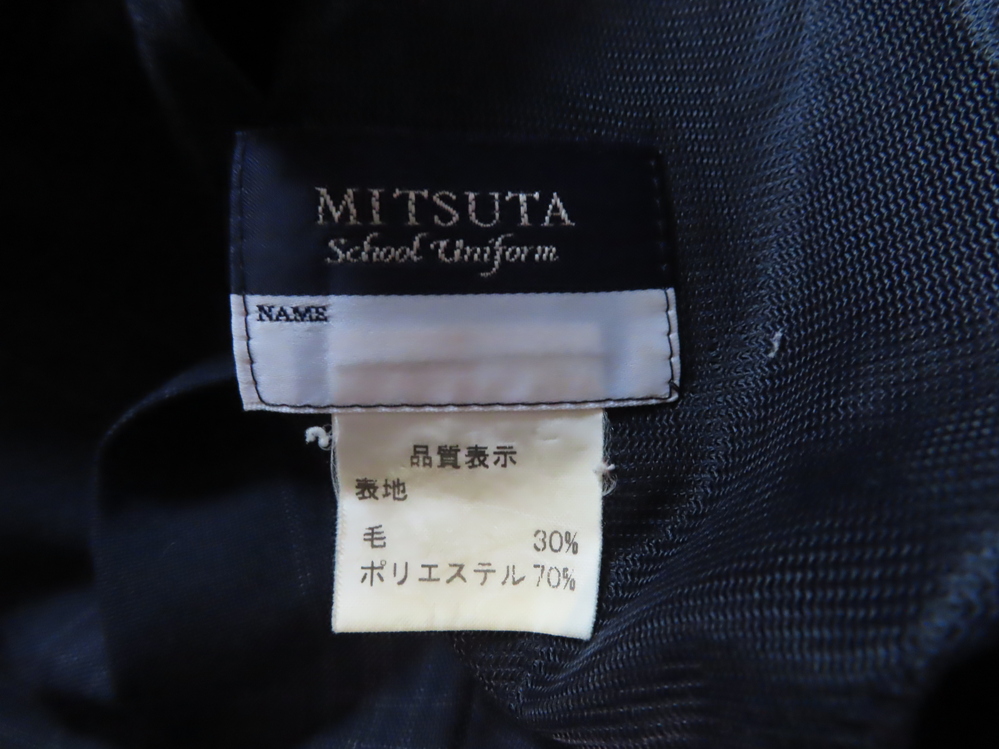 MITSUTA
School Uniform
NAME
品質表示
表地
毛 30%
ポリエステル 70%